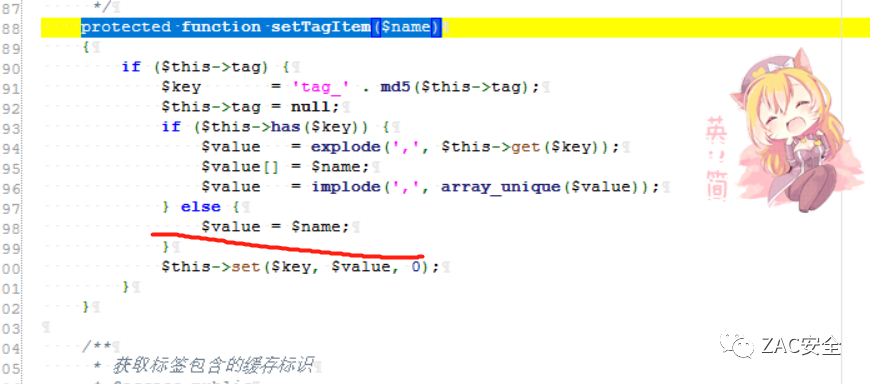 87 */
88 protected function setTagItem($name)
89 {
90 if ($this->tag) {
91 $key = 'tag_' . md5($this->tag);
92 $this->tag = null;
93 if ($this->has($key)) {
94 $value = explode(',', $this->get($key));
95 $value[] = $name;
96 $value = implode(',', array_unique($value));
97 } else {
98 $value = $name;
99 }
00 $this->set($key, $value, 0);
01 }
02 }
03
04 /**
05 * 获取标签包含的缓存标识
英
简
ZAC安全